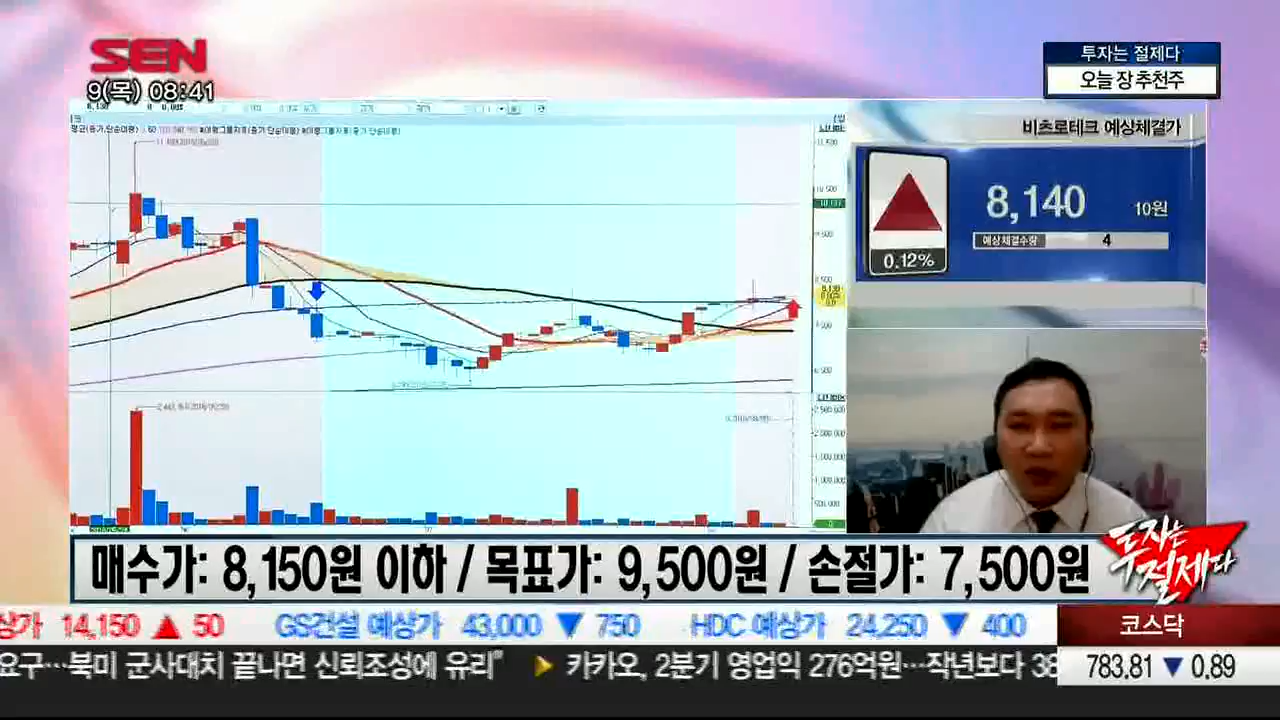 SEN
9(목) 08:41
투자는 절제다
오늘 장 추천주
비츠로테크 예상체결가
8,140
10원
0.12%
예상체결수량
4
매수가: 8,150원 이하 / 목표가: 9,500원 / 손절가: 7,500원
투자는
절제다
상가 14,150 ▲ 50 GS건설 예상가 43,000 ▼ 750 HDC 예상가 24,250 ▼ 400
코스닥
요구…북미 군사대치 끝나면 신뢰조성에 유리” 카카오, 2분기 영업익 276억원…작년보다 38
783.81 ▼ 0.89